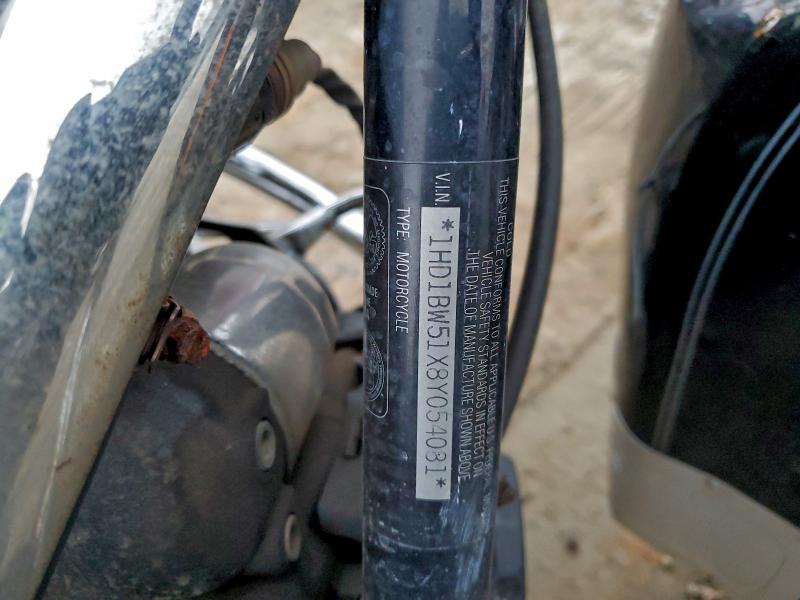 THIS VEHICLE CONFORMS TO ALL APPLICABLE U.S.
VEHICLE SAFETY STANDARDS IN EFFECT ON
THE DATE OF MANUFACTURE SHOWN ABOVE
V.I.N. *1HD1BW51X8Y054081*
TYPE: MOTORCYCLE